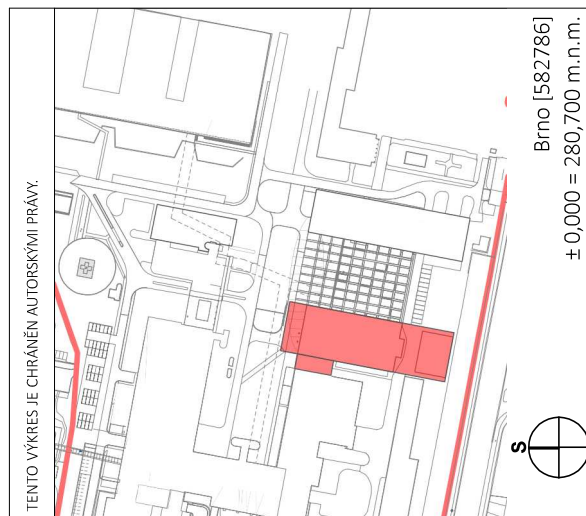 TENTO VÝKRES JE CHRÁNĚN AUTORSKÝMI PRÁVY.
Brno [582786]
± 0,000 = 280,700 m.n.m.
S